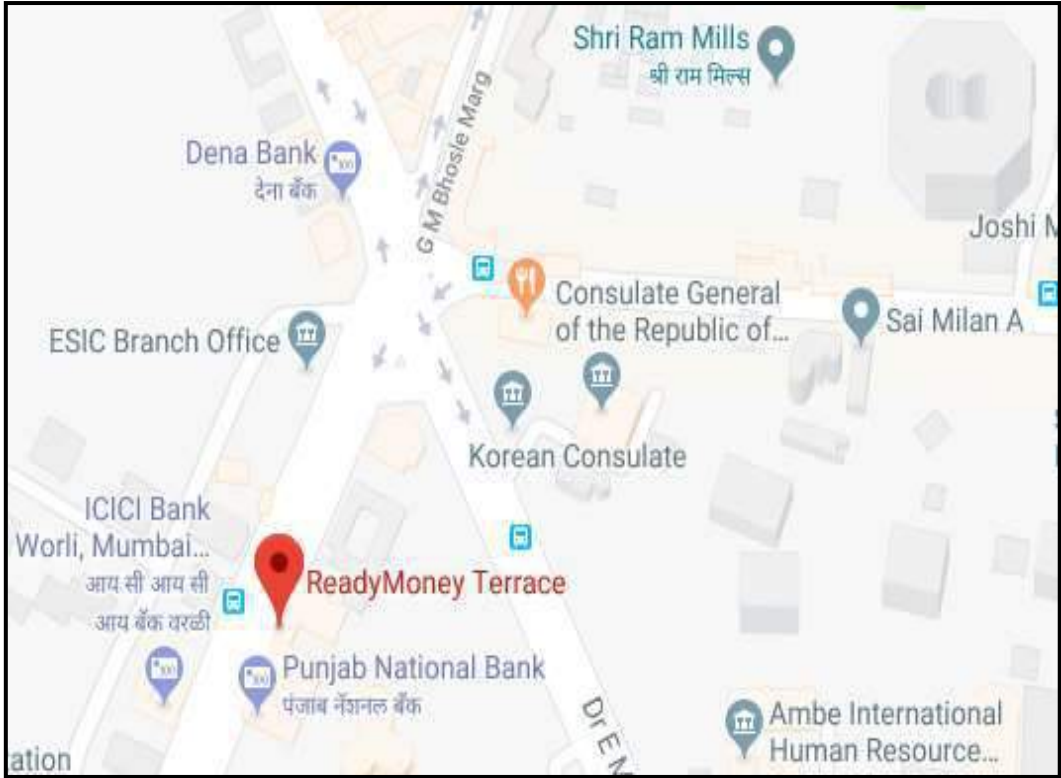 Shri Ram Mills
श्री राम मिल्स
G M Bhosle Marg
Dena Bank
देना बैंक
Joshi M
Consulate General
of the Republic of...
Sai Milan A
ESIC Branch Office
Korean Consulate
ICICI Bank
Worli, Mumbai...
आय सी आय सी
आय बँक वरळी
ReadyMoney Terrace
Punjab National Bank
पंजाब नॅशनल बँक
Dr E M
Ambe International
Human Resource...
ation